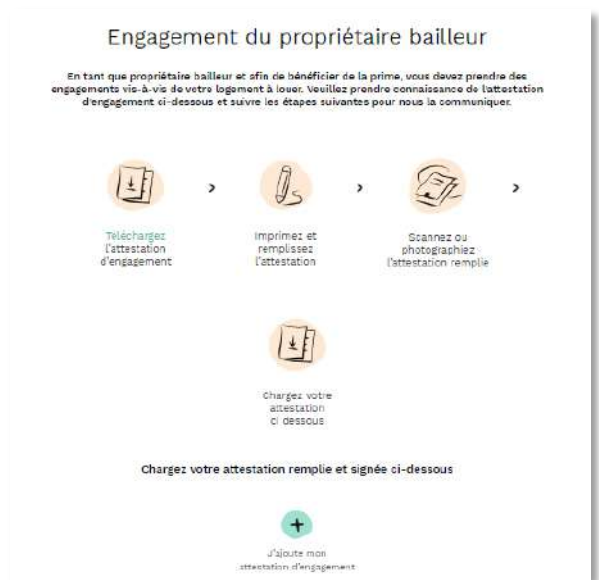 Engagement du propriétaire bailleur
En tant que propriétaire bailleur et afin de bénéficier de la prime, vous devez prendre des
engagements vis-à-vis de votre logement à louer. Veuillez prendre connaissance de l'attestation
d'engagement ci-dessous et suivre les étapes suivantes pour nous la communiquer.
Téléchargez
l'attestation
d'engagement
Imprimez et
remplissez
l'attestation
Scannez ou
photographiez
l'attestation remplie
Chargez votre
attestation
ci dessous
Chargez votre attestation remplie et signée ci-dessous
J'ajoute mon
attestation d'engagement